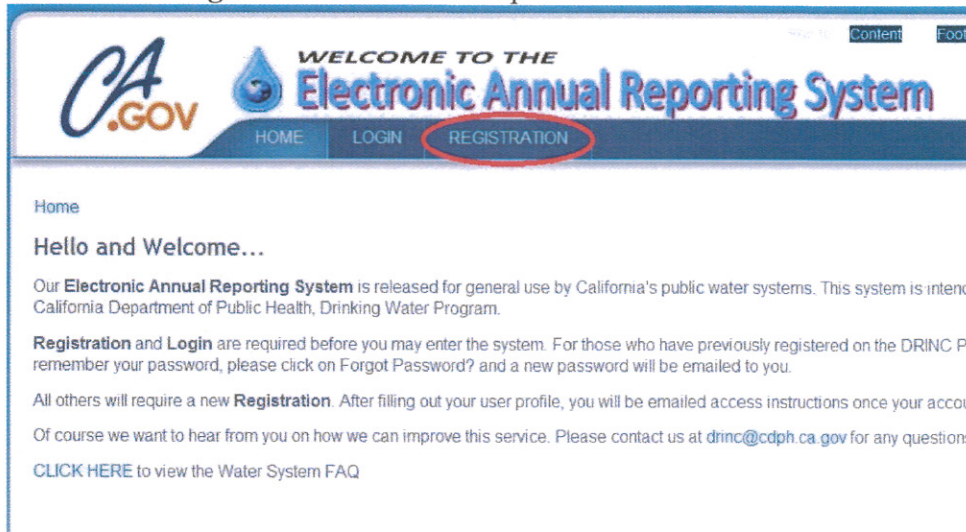 Content Foot
CA
.GOV
WELCOME TO THE
Electronic Annual Reporting System
HOME LOGIN REGISTRATION
Home
Hello and Welcome...
Our Electronic Annual Reporting System is released for general use by California's public water systems. This system is intend
California Department of Public Health, Drinking Water Program.
Registration and Login are required before you may enter the system. For those who have previously registered on the DRINC P
remember your password, please click on Forgot Password? and a new password will be emailed to you.
All others will require a new Registration. After filling out your user profile, you will be emailed access instructions once your accou
Of course we want to hear from you on how we can improve this service. Please contact us at drinc@cdph.ca.gov for any questions
CLICK HERE to view the Water System FAQ